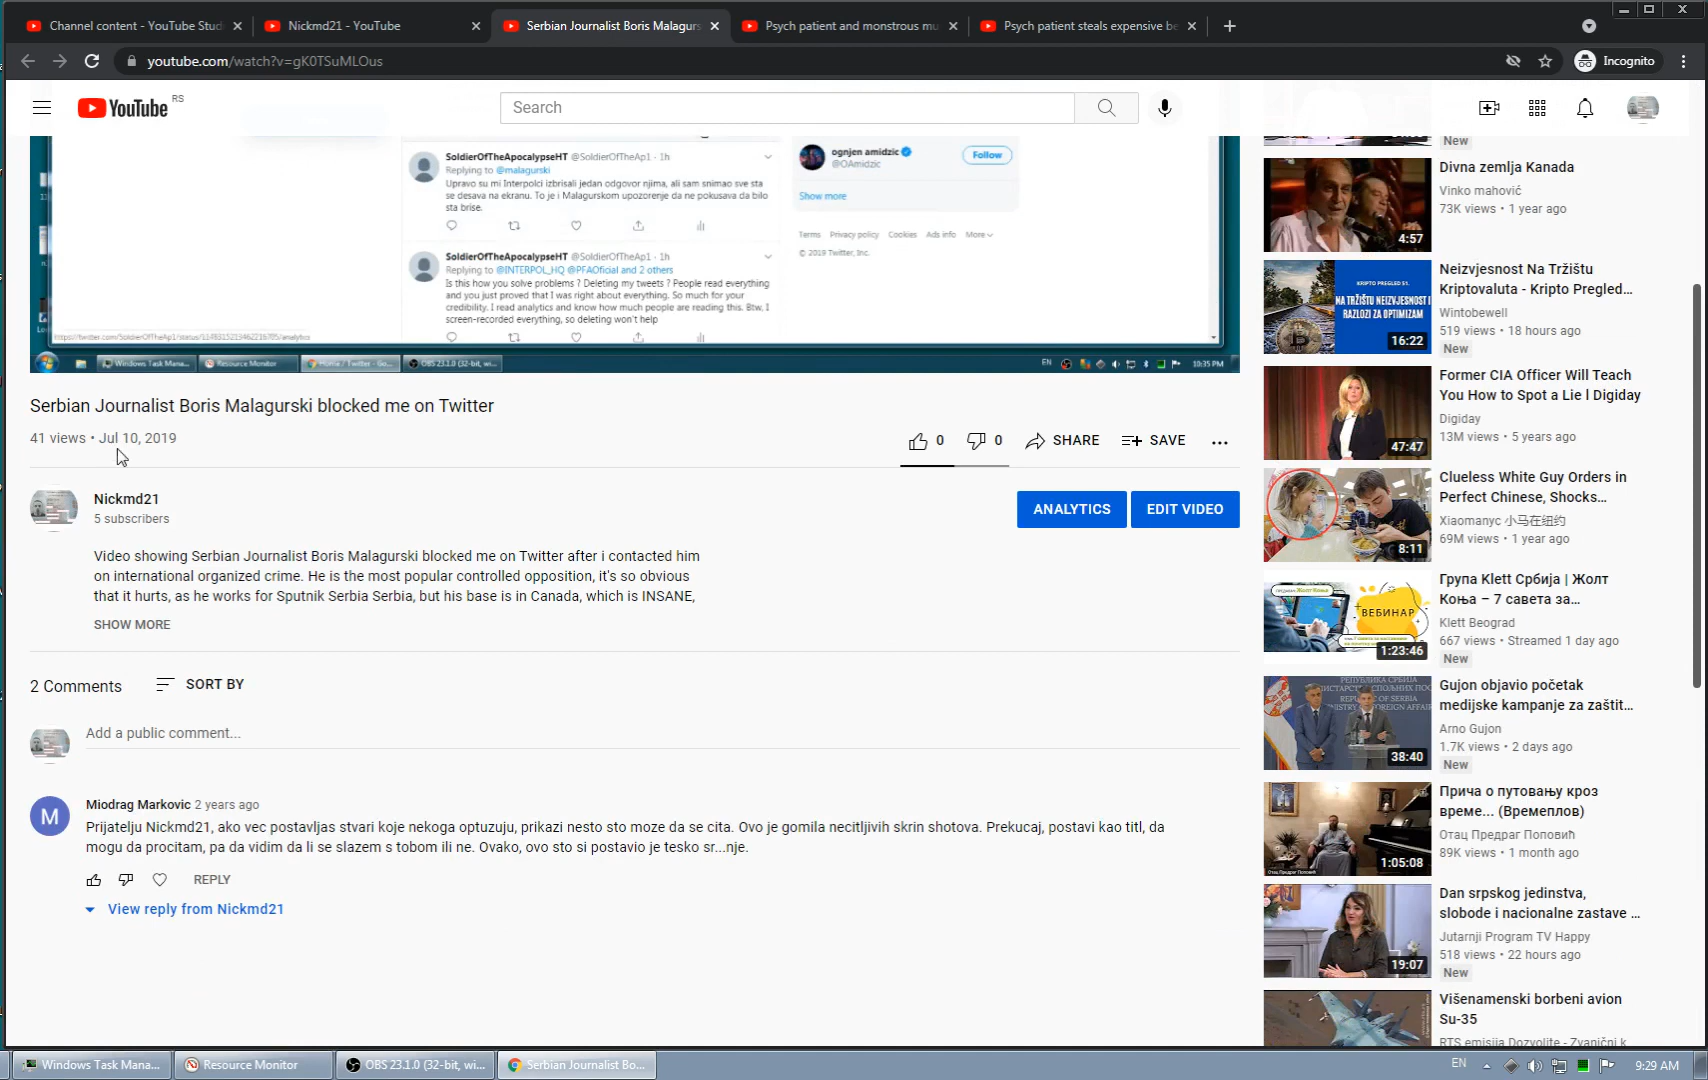 Channel content - YouTube Stud
Nickmd21 - YouTube
Serbian Journalist Boris Malagurs
Psych patient and monstrous mu
Psych patient steals expensive be
youtube.com/watch?v=gK0TSuMLOus
Incognito
YouTube
RS
Search
SoldierOfTheApocalypseHT @SoldierOfTheAp1 · 1h
Replying to @malagurski
Upravo su mi Interpolci izbrisali jedan odgovor njima, ali sam snimao sve sta
se desava na ekranu. To je i Malagurskom upozorenje da ne pokusava da bilo
sta brise.
SoldierOfTheApocalypseHT @SoldierOfTheAp1 · 1h
Replying to @INTERPOL_HQ @PFAOficial and 2 others
Is this how you solve problems ? Deleting my tweets ? People read everything
and you just proved that I was right about everything. So much for your
credibility. I read analytics and know how much people are reading this. Btw, I
screen-recorded everything, so deleting won't help
ognjen amidzic
@OAmidzic
Follow
Show more
Terms Privacy policy Cookies Ads info More
© 2019 Twitter, Inc.
Windows Task Mana...
Resource Monitor
Home / Twitter - Go...
OBS 23.1.0 (32-bit, wi...
EN
10:35 PM
Serbian Journalist Boris Malagurski blocked me on Twitter
41 views • Jul 10, 2019
0
0
SHARE
SAVE
Nickmd21
5 subscribers
ANALYTICS
EDIT VIDEO
Video showing Serbian Journalist Boris Malagurski blocked me on Twitter after i contacted him
on international organized crime. He is the most popular controlled opposition, it's so obvious
that it hurts, as he works for Sputnik Serbia Serbia, but his base is in Canada, which is INSANE,
SHOW MORE
2 Comments
SORT BY
Add a public comment...
M
Miodrag Markovic 2 years ago
Prijatelju Nickmd21, ako vec postavljas stvari koje nekoga optuzuju, prikazi nesto sto moze da se cita. Ovo je gomila necitljivih skrin shotova. Prekucaj, postavi kao titl, da
mogu da procitam, pa da vidim da li se slazem s tobom ili ne. Ovako, ovo sto si postavio je tesko sr...nje.
REPLY
View reply from Nickmd21
New
Divna zemlja Kanada
Vinko mahović
73K views • 1 year ago
4:57
KRIPTO PREGLED 51.
NA TRŽIŠTU NEIZVJESNOST I
RAZLOZI ZA OPTIMIZAM
16:22
Neizvjesnost Na Tržištu
Kriptovaluta - Kripto Pregled...
Wintobewell
519 views • 18 hours ago
New
47:47
Former CIA Officer Will Teach
You How to Spot a Lie l Digiday
Digiday
13M views • 5 years ago
8:11
Clueless White Guy Orders in
Perfect Chinese, Shocks...
Xiaomanyc 小马在纽约
69M views • 1 year ago
ВЕБИНАР
1:23:46
Група Klett Србија | Жолт
Коња – 7 савета за...
Klett Beograd
667 views • Streamed 1 day ago
New
38:40
Gujon objavio početak
medijske kampanje za zaštit...
Arno Gujon
1.7K views • 2 days ago
New
1:05:08
Прича о путовању кроз
време... (Времеплов)
Отац Предраг Поповић
89K views • 1 month ago
19:07
Dan srpskog jedinstva,
slobode i nacionalne zastave ...
Jutarnji Program TV Happy
518 views • 22 hours ago
New
Višenamenski borbeni avion
Su-35
RTS emisija Dozvolite - Zvanični k
Windows Task Mana...
Resource Monitor
OBS 23.1.0 (32-bit, wi...
Serbian Journalist Bo...
EN
9:29 AM